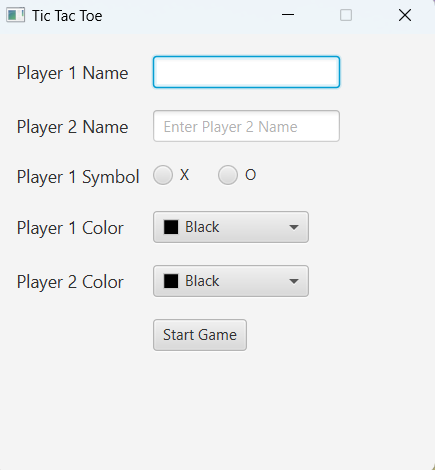 Tic Tac Toe
Player 1 Name
Player 2 Name Enter Player 2 Name
Player 1 Symbol X O
Player 1 Color Black
Player 2 Color Black
Start Game